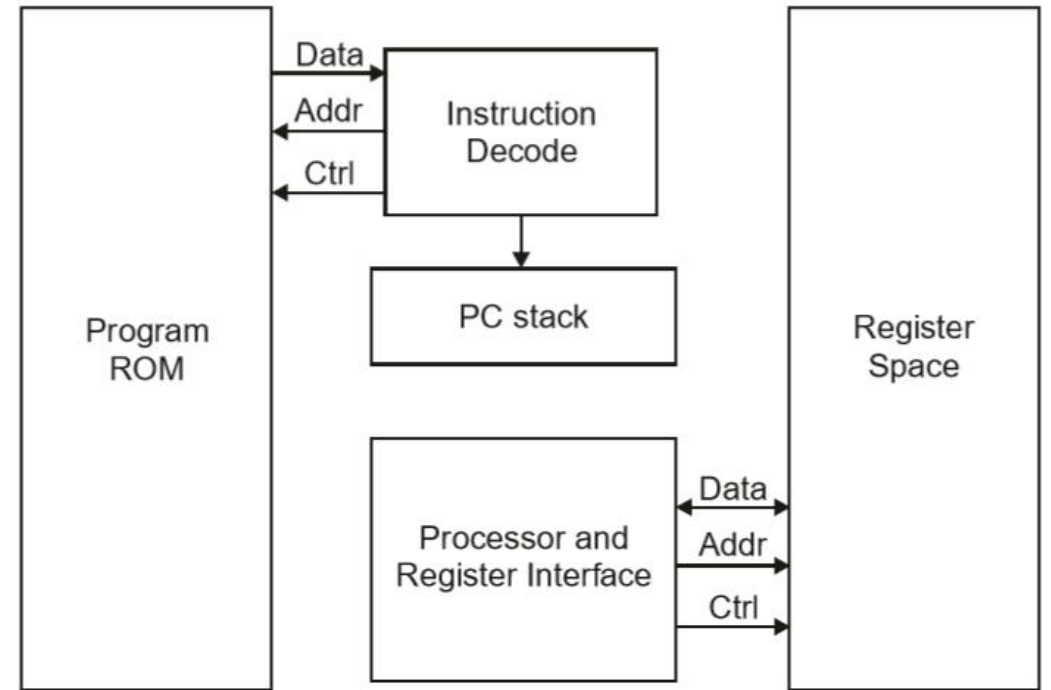 Program
ROM
Data
Addr
Ctrl
Instruction
Decode
PC stack
Processor and
Register Interface
Data
Addr
Ctrl
Register
Space